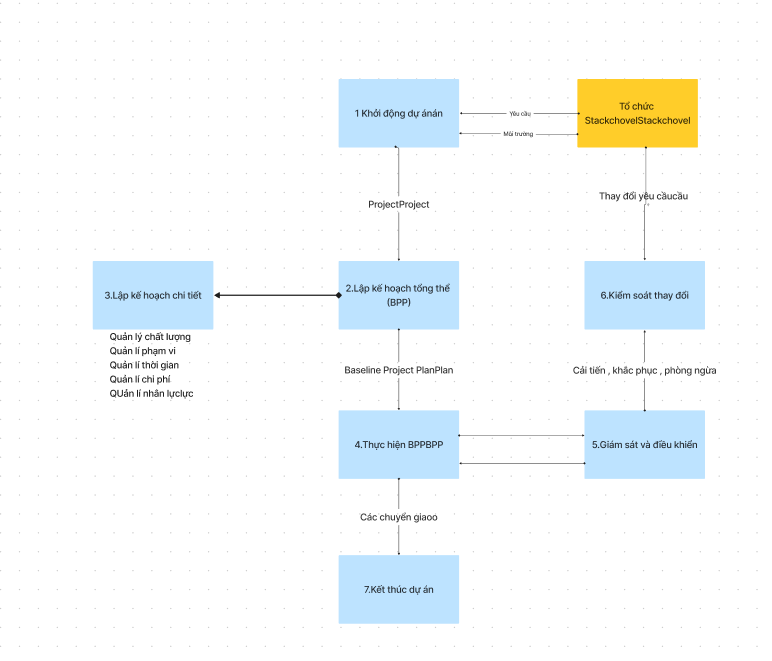 1 Khởi động dự ánán
Yêu cầu
Tổ chức
StackchovelStackchovel
Môi trường
ProjectProject
Thay đổi yêu cầucầu
3.Lập kế hoạch chi tiết
2.Lập kế hoạch tổng thể
(BPP)
6.Kiểm soát thay đổi
Quản lý chất lượng
Quản lí phạm vi
Quản lí thời gian
Quản lí chi phí
QUản lí nhân lựclực
Baseline Project PlanPlan
Cải tiến , khắc phục , phòng ngừa
4.Thực hiện BPPBPP
5.Giám sát và điều khiển
Các chuyển giaoo
7.Kết thúc dự án